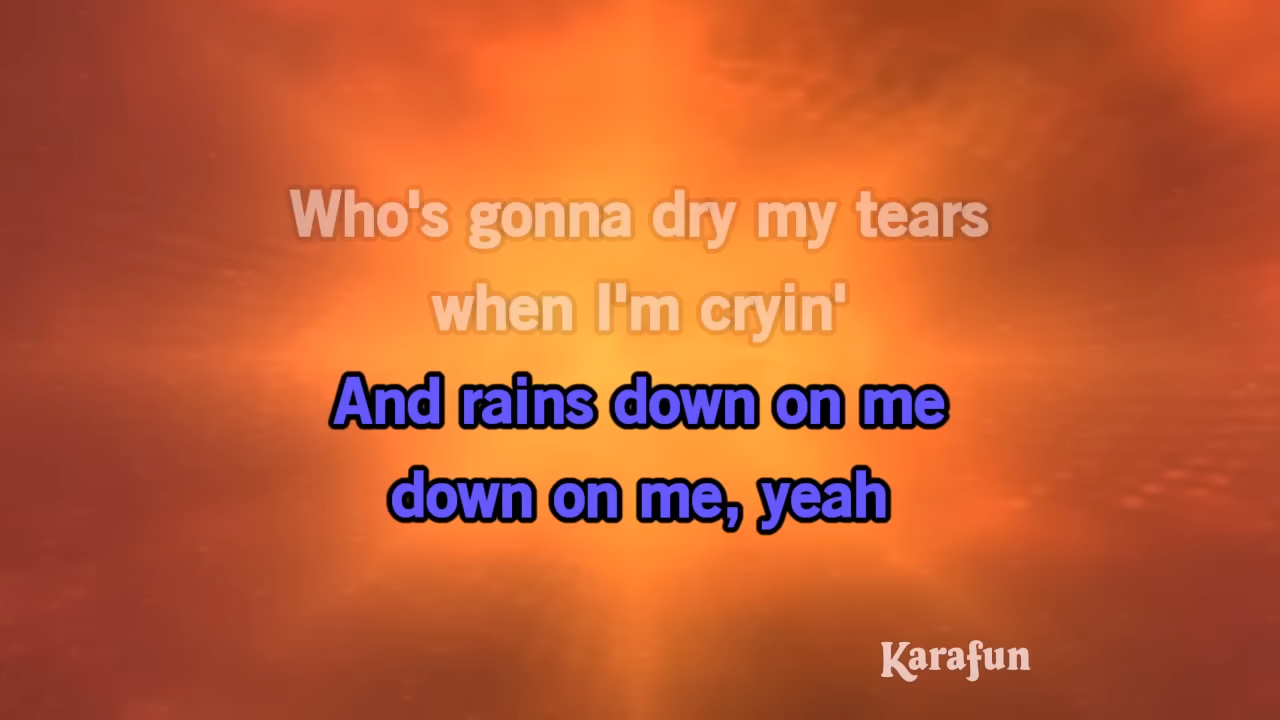 Who's gonna dry my tears
when I'm cryin'
And rains down on me
down on me, yeah
Karafun